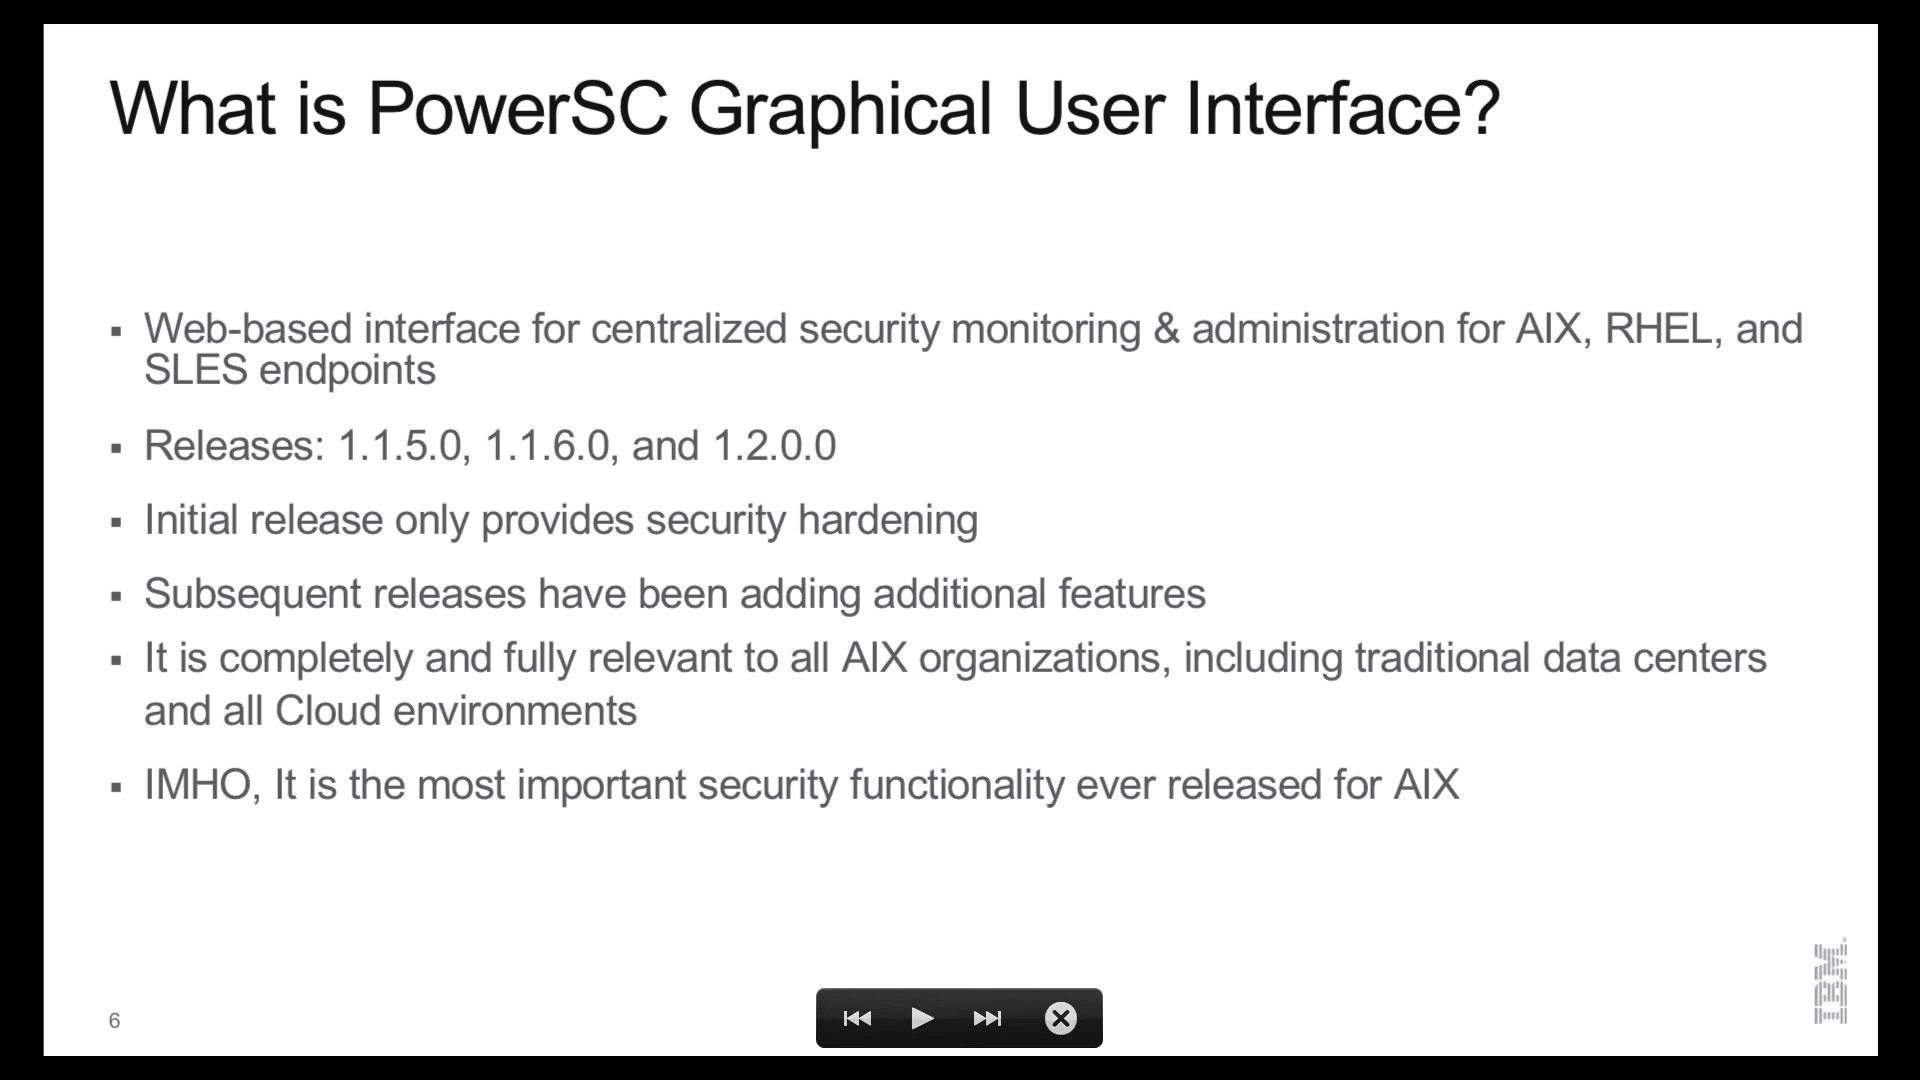 What is PowerSC Graphical User Interface?
▪ Web-based interface for centralized security monitoring & administration for AIX, RHEL, and
SLES endpoints
▪ Releases: 1.1.5.0, 1.1.6.0, and 1.2.0.0
▪ Initial release only provides security hardening
▪ Subsequent releases have been adding additional features
▪ It is completely and fully relevant to all AIX organizations, including traditional data centers
and all Cloud environments
▪ IMHO, It is the most important security functionality ever released for AIX
6
IBM